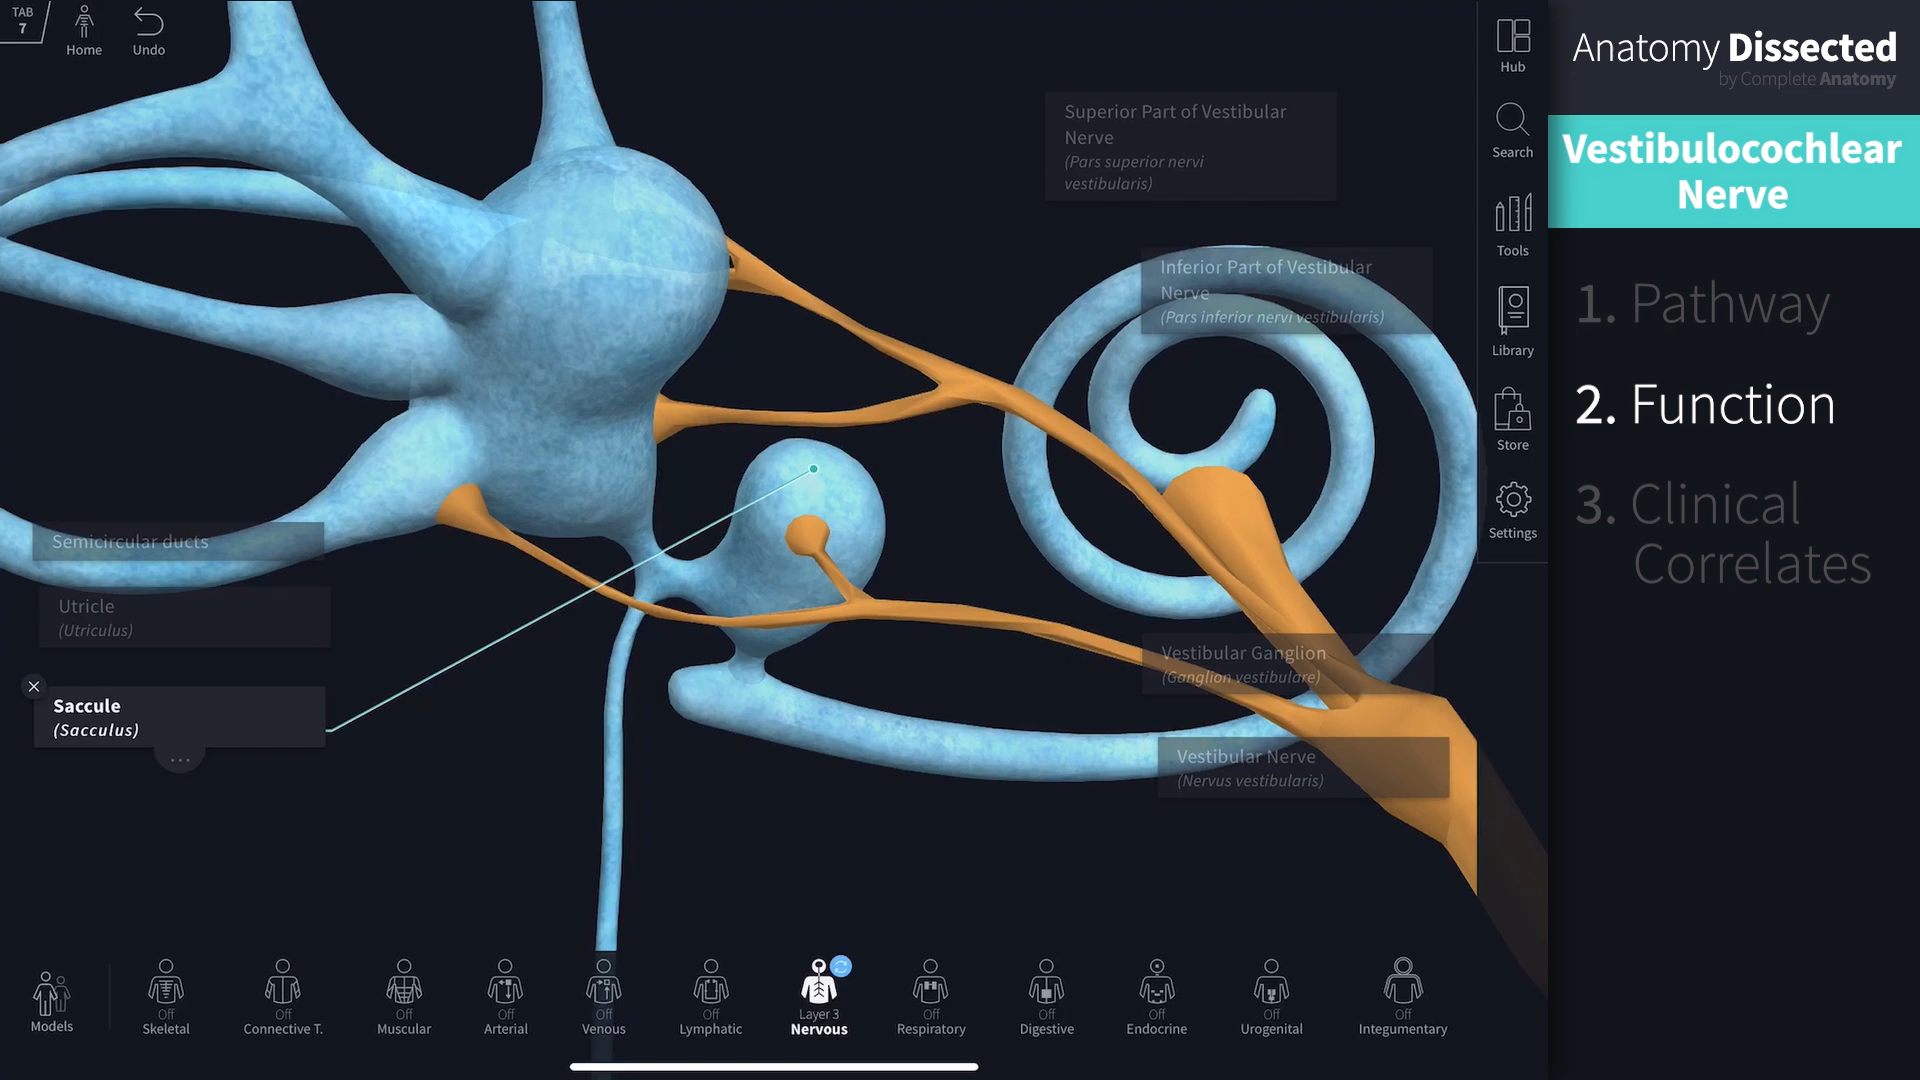 TAB
7
Home
Undo
Superior Part of Vestibular
Nerve
(Pars superior nervi
vestibularis)
Inferior Part of Vestibular
Nerve
(Pars inferior nervi vestibularis)
Semicircular ducts
Utricle
(Utriculus)
Saccule
(Sacculus)
...
Vestibular Ganglion
(Ganglion vestibulare)
Vestibular Nerve
(Nervus vestibularis)
Hub
Search
Tools
Library
Store
Settings
Anatomy Dissected
by Complete Anatomy
Vestibulocochlear
Nerve
1. Pathway
2. Function
3. Clinical
Correlates
Models
Off
Skeletal
Off
Connective T.
Off
Muscular
Off
Arterial
Off
Venous
Off
Lymphatic
Layer 3
Nervous
Off
Respiratory
Off
Digestive
Off
Endocrine
Off
Urogenital
Off
Integumentary